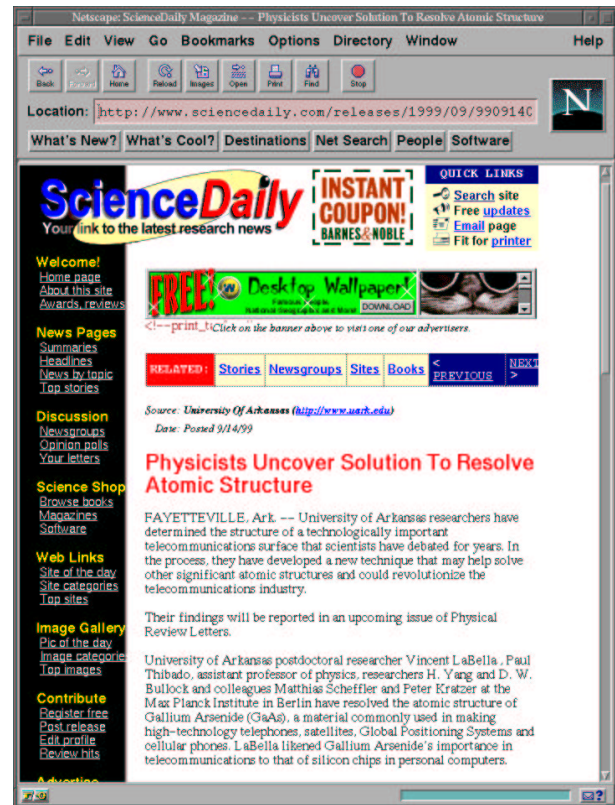 Netscape: ScienceDaily Magazine -- Physicists Uncover Solution To Resolve Atomic Structure
File Edit View Go Bookmarks Options Directory Window Help
Back Forward Home Reload Images Open Print Find Stop
Location: http://www.sciencedaily.com/releases/1999/09/990914
N
What's New? What's Cool? Destinations Net Search People Software
ScienceDaily
Your link to the latest research news
INSTANT
COUPON!
BARNES&NOBLE
QUICK LINKS
Search site
Free updates
Email page
Fit for printer
Welcome!
Home page
About this site
Awards, reviews
News Pages
Summaries
Headlines
News by topic
Top stories
Discussion
Newsgroups
Opinion polls
Your letters
Science Shop
Browse books
Magazines
Software
Web Links
Site of the day
Site categories
Top sites
Image Gallery
Pic of the day
Image categorie
Top images
Contribute
Register free
Post release
Edit profile
Review hits
Advertise
FREE! W Desktop Wallpaper!
DOWNLOAD
<!--print_ti Click on the banner above to visit one of our advertisers.
RELATED: Stories Newsgroups Sites Books < PREVIOUS NEXT >
Source: University Of Arkansas (http://www.uark.edu)
Date: Posted 9/14/99
Physicists Uncover Solution To Resolve
Atomic Structure
FAYETTEVILLE, Ark. -- University of Arkansas researchers have
determined the structure of a technologically important
telecommunications surface that scientists have debated for years. In
the process, they have developed a new technique that may help solve
other significant atomic structures and could revolutionize the
telecommunications industry.
Their findings will be reported in an upcoming issue of Physical
Review Letters.
University of Arkansas postdoctoral researcher Vincent LaBella , Paul
Thibado, assistant professor of physics, researchers H. Yang and D. W.
Bullock and colleagues Matthias Scheffler and Peter Kratzer at the
Max Planck Institute in Berlin have resolved the atomic structure of
Gallium Arsenide (GaAs), a material commonly used in making
high-technology telephones, satellites, Global Positioning Systems and
cellular phones. LaBella likened Gallium Arsenide's importance in
telecommunications to that of silicon chips in personal computers.